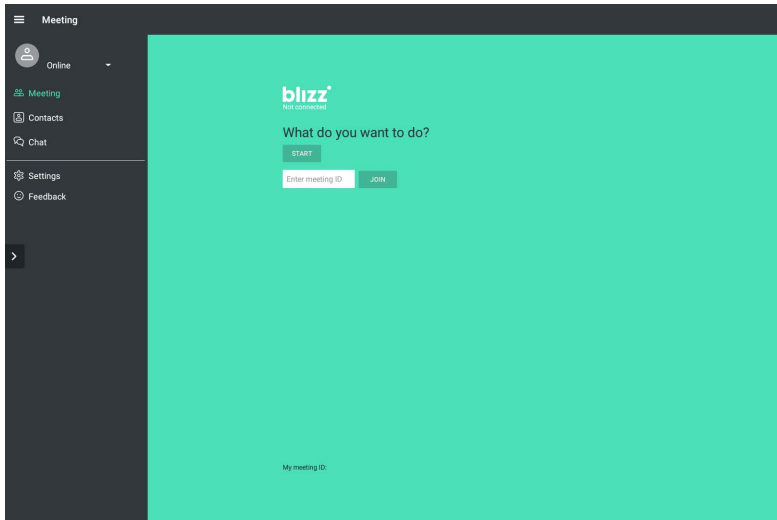 Meeting
Online
Meeting
Contacts
Chat
Settings
Feedback
blizz
Not connected
What do you want to do?
START
Enter meeting ID
JOIN
My meeting ID: